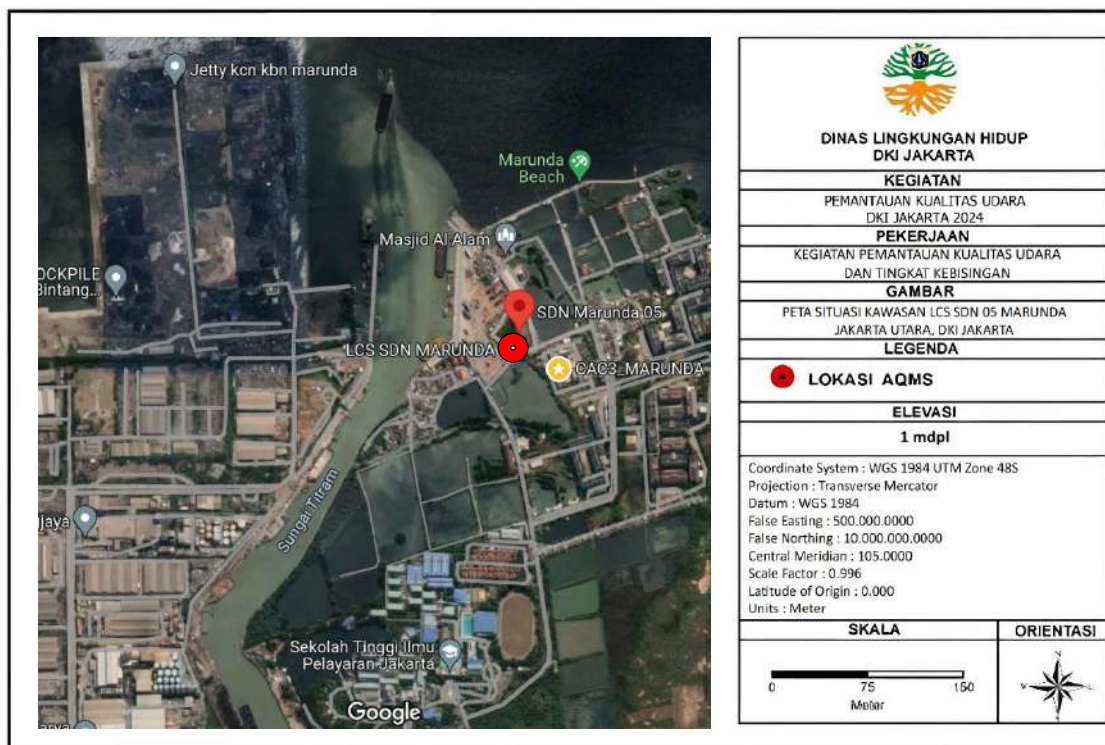 Jetty kcn kbn marunda
Marunda
Beach
Masjid Al Alam
OCKPILE
Bintang...
SDN Marunda 05
LCS SDN MARUNDA
CAC3_MARUNDA
Sungai Titram
jaya
Sekolah Tinggi Ilmu
Pelayaran Jakarta
Google
arya
DINAS LINGKUNGAN HIDUP
DKI JAKARTA
KEGIATAN
PEMANTAUAN KUALITAS UDARA
DKI JAKARTA 2024
PEKERJAAN
KEGIATAN PEMANTAUAN KUALITAS UDARA
DAN TINGKAT KEBISINGAN
GAMBAR
PETA SITUASI KAWASAN LCS SDN 05 MARUNDA
JAKARTA UTARA, DKI JAKARTA
LEGENDA
LOKASI AQMS
ELEVASI
1 mdpl
Coordinate System : WGS 1984 UTM Zone 48S
Projection : Transverse Mercator
Datum : WGS 1984
False Easting : 500.000.0000
False Northing : 10.000.000.0000
Central Meridian : 105.0000
Scale Factor : 0.996
Latitude of Origin : 0.000
Units : Meter
SKALA
0 75 150
Meter
ORIENTASI